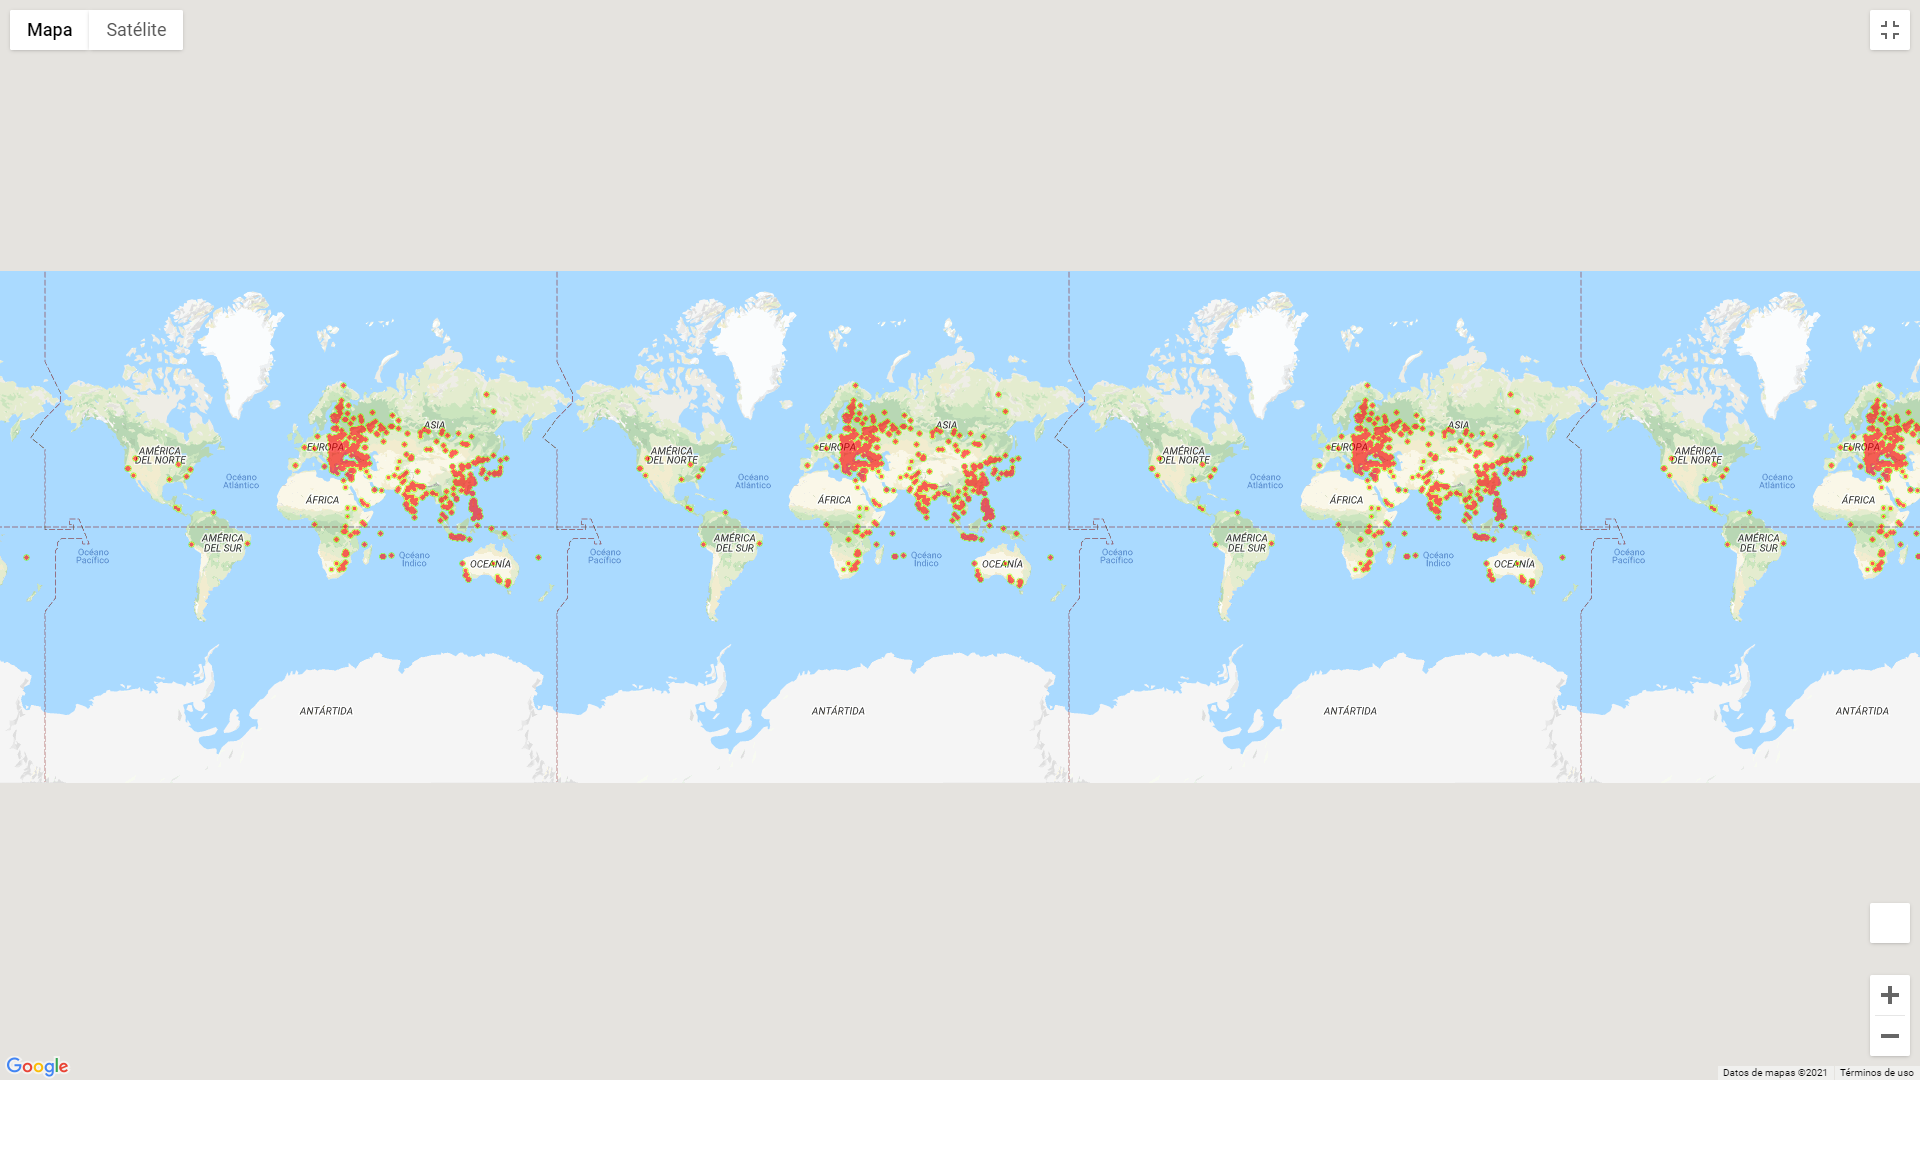 Mapa
Satélite
AMÉRICA
DEL NORTE
Océano
Atlántico
EUROPA
ASIA
ÁFRICA
AMÉRICA
DEL SUR
Océano
Pacífico
Océano
Índico
OCEANÍA
ANTÁRTIDA
AMÉRICA
DEL NORTE
Océano
Atlántico
EUROPA
ASIA
ÁFRICA
AMÉRICA
DEL SUR
Océano
Pacífico
Océano
Índico
OCEANÍA
ANTÁRTIDA
AMÉRICA
DEL NORTE
Océano
Atlántico
EUROPA
ASIA
ÁFRICA
AMÉRICA
DEL SUR
Océano
Pacífico
Océano
Índico
OCEANÍA
ANTÁRTIDA
AMÉRICA
DEL NORTE
Océano
Atlántico
EUROPA
ÁFRICA
AMÉRICA
DEL SUR
Océano
Pacífico
ANTÁRTIDA
Google
Datos de mapas ©2021
Términos de uso